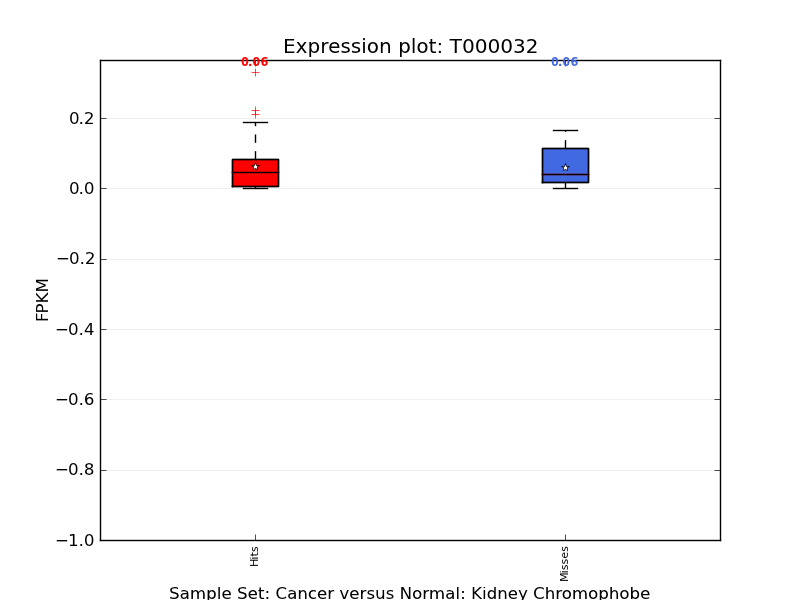 Expression plot: T000032
0.06 0.06
0.2
0.0
−0.2
−0.4
−0.6
−0.8
−1.0
FPKM
Hits Misses
Sample Set: Cancer versus Normal: Kidney Chromophobe